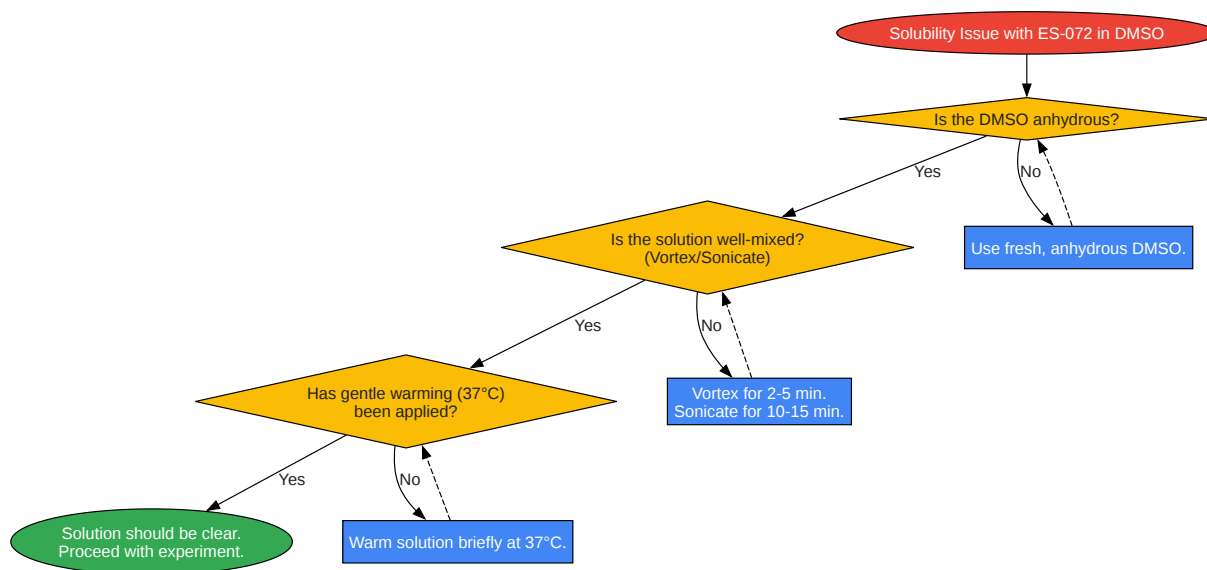 Solubility Issue with ES-072 in DMSO
Is the DMSO anhydrous?
Yes
No
Use fresh, anhydrous DMSO.
Is the solution well-mixed?
(Vortex/Sonicate)
Yes
No
Vortex for 2-5 min.
Sonicate for 10-15 min.
Has gentle warming (37°C)
been applied?
Yes
No
Warm solution briefly at 37°C.
Solution should be clear.
Proceed with experiment.